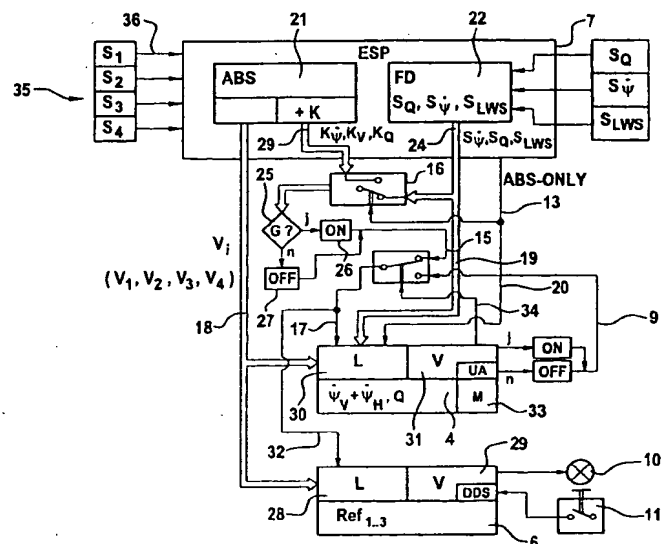 36
21
22
7
35
S1
S2
S3
S4
ESP
ABS
+ K
FD
SQ, SΨ̇, SLWS
SQ
SΨ̇
SLWS
29
KΨ̇, KV, KQ
24
SΨ̇, SQ, SLWS
16
ABS-ONLY
13
25
G ?
j
ON
26
n
OFF
27
15
19
20
34
9
Vi
(V1, V2, V3, V4)
18
17
L
V
UA
j
ON
n
OFF
30
Ψ̇V + Ψ̇H, Q
31
4
M
33
32
29
L
V
DDS
10
28
Ref1..3
6
11